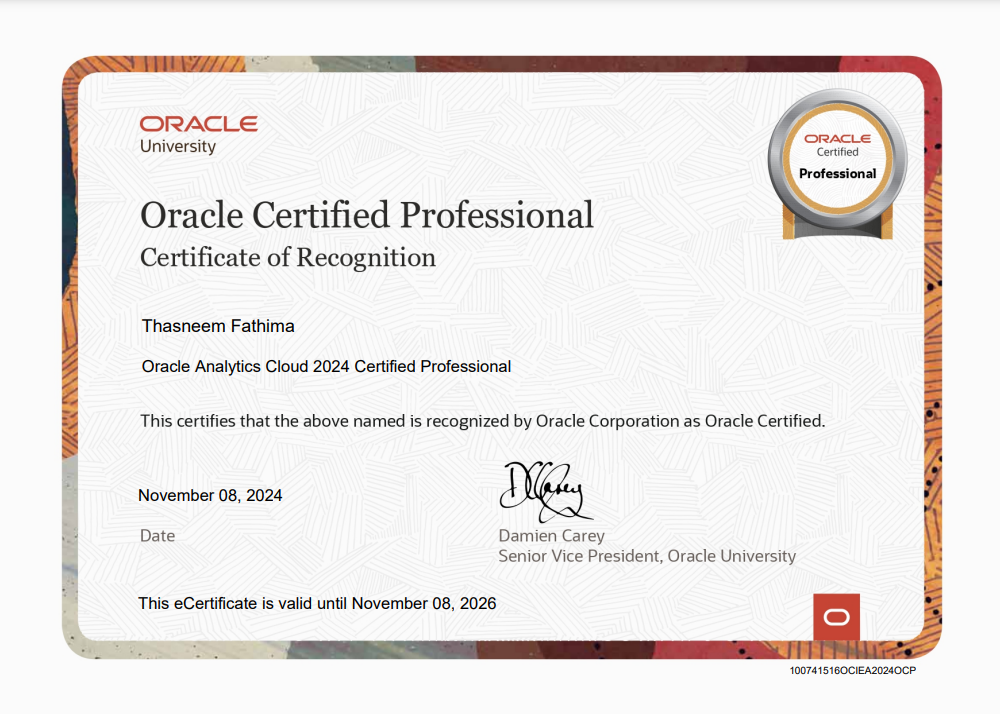 ORACLE
University
ORACLE
Certified
Professional
Oracle Certified Professional
Certificate of Recognition
Thasneem Fathima
Oracle Analytics Cloud 2024 Certified Professional
This certifies that the above named is recognized by Oracle Corporation as Oracle Certified.
November 08, 2024
Date
DCarey
Damien Carey
Senior Vice President, Oracle University
This eCertificate is valid until November 08, 2026
100741516OCIEA2024OCP